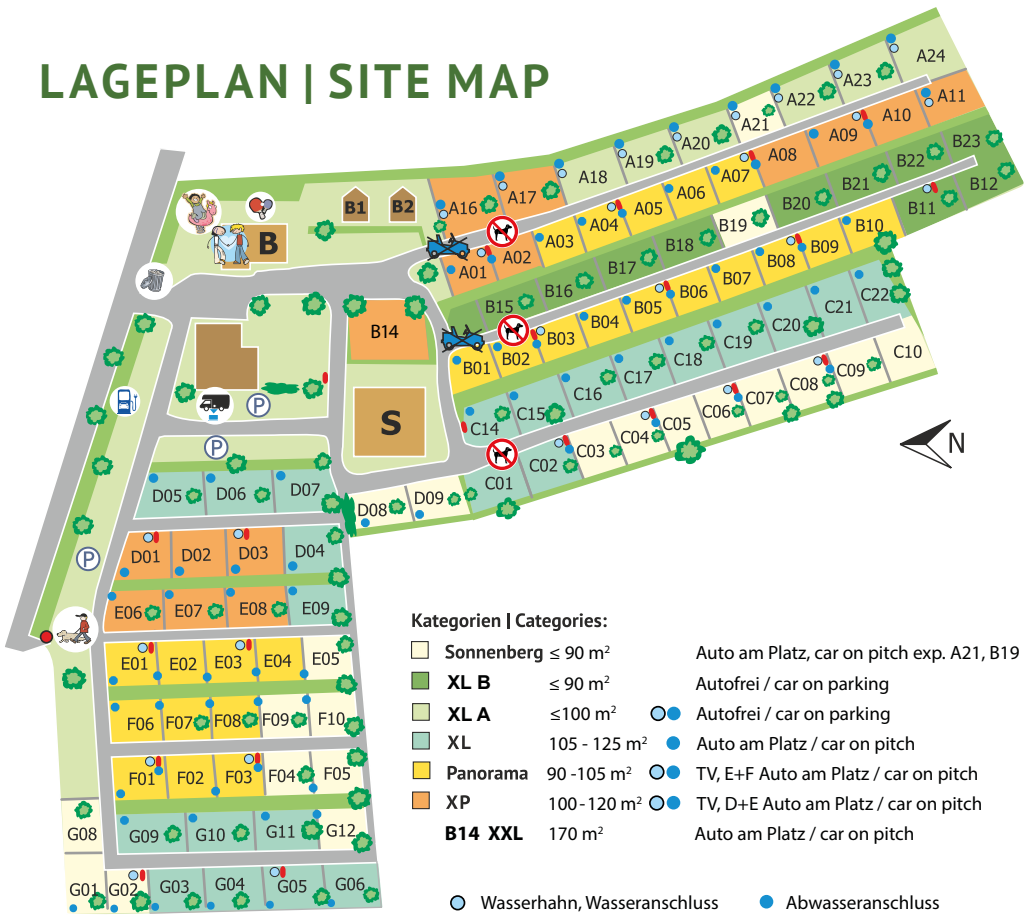 LAGEPLAN | SITE MAP
A24
A23
A22
A21
A20
A19
A18
A17
A16
A11
A10
A09
A08
A07
A06
A05
A04
A03
A02
A01
B1
B2
B
B23
B22
B21
B20
B19
B18
B17
B16
B15
B14
B12
B11
B10
B09
B08
B07
B06
B05
B04
B03
B02
B01
S
P
P
P
N
C22
C21
C20
C19
C18
C17
C16
C15
C14
C10
C09
C08
C07
C06
C05
C04
C03
C02
C01
D05
D06
D07
D08
D09
D01
D02
D03
D04
E06
E07
E08
E09
E01
E02
E03
E04
E05
F06
F07
F08
F09
F10
F01
F02
F03
F04
F05
G08
G09
G10
G11
G12
G01
G02
G03
G04
G05
G06
Kategorien | Categories:
Sonnenberg ≤ 90 m² Auto am Platz, car on pitch exp. A21, B19
XL B ≤ 90 m² Autofrei / car on parking
XL A ≤100 m² Autofrei / car on parking
XL 105 - 125 m² Auto am Platz / car on pitch
Panorama 90 -105 m² TV, E+F Auto am Platz / car on pitch
XP 100-120 m² TV, D+E Auto am Platz / car on pitch
B14 XXL 170 m² Auto am Platz / car on pitch
Wasserhahn, Wasseranschluss Abwasseranschluss